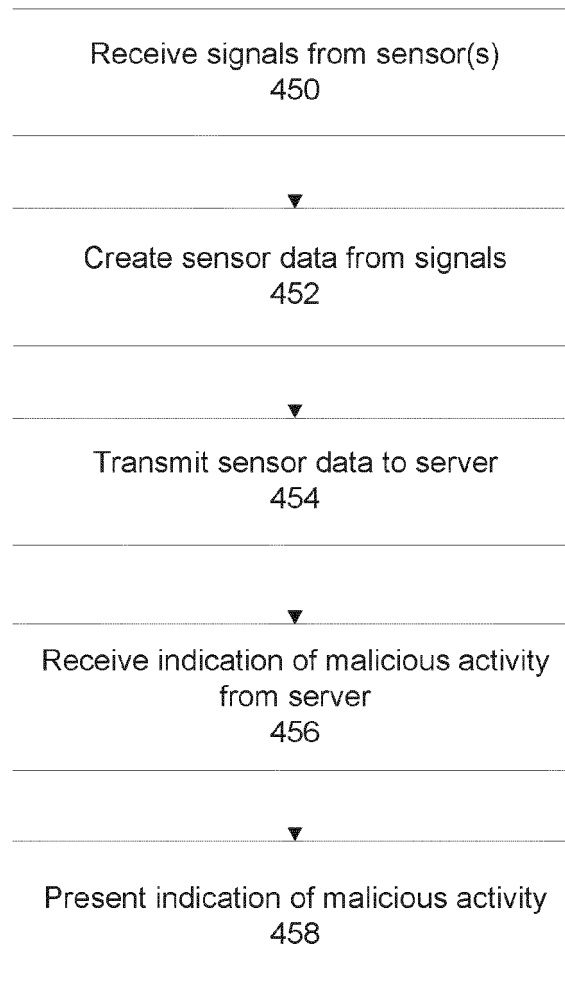 Receive signals from sensor(s)
450
Create sensor data from signals
452
Transmit sensor data to server
454
Receive indication of malicious activity
from server
456
Present indication of malicious activity
458